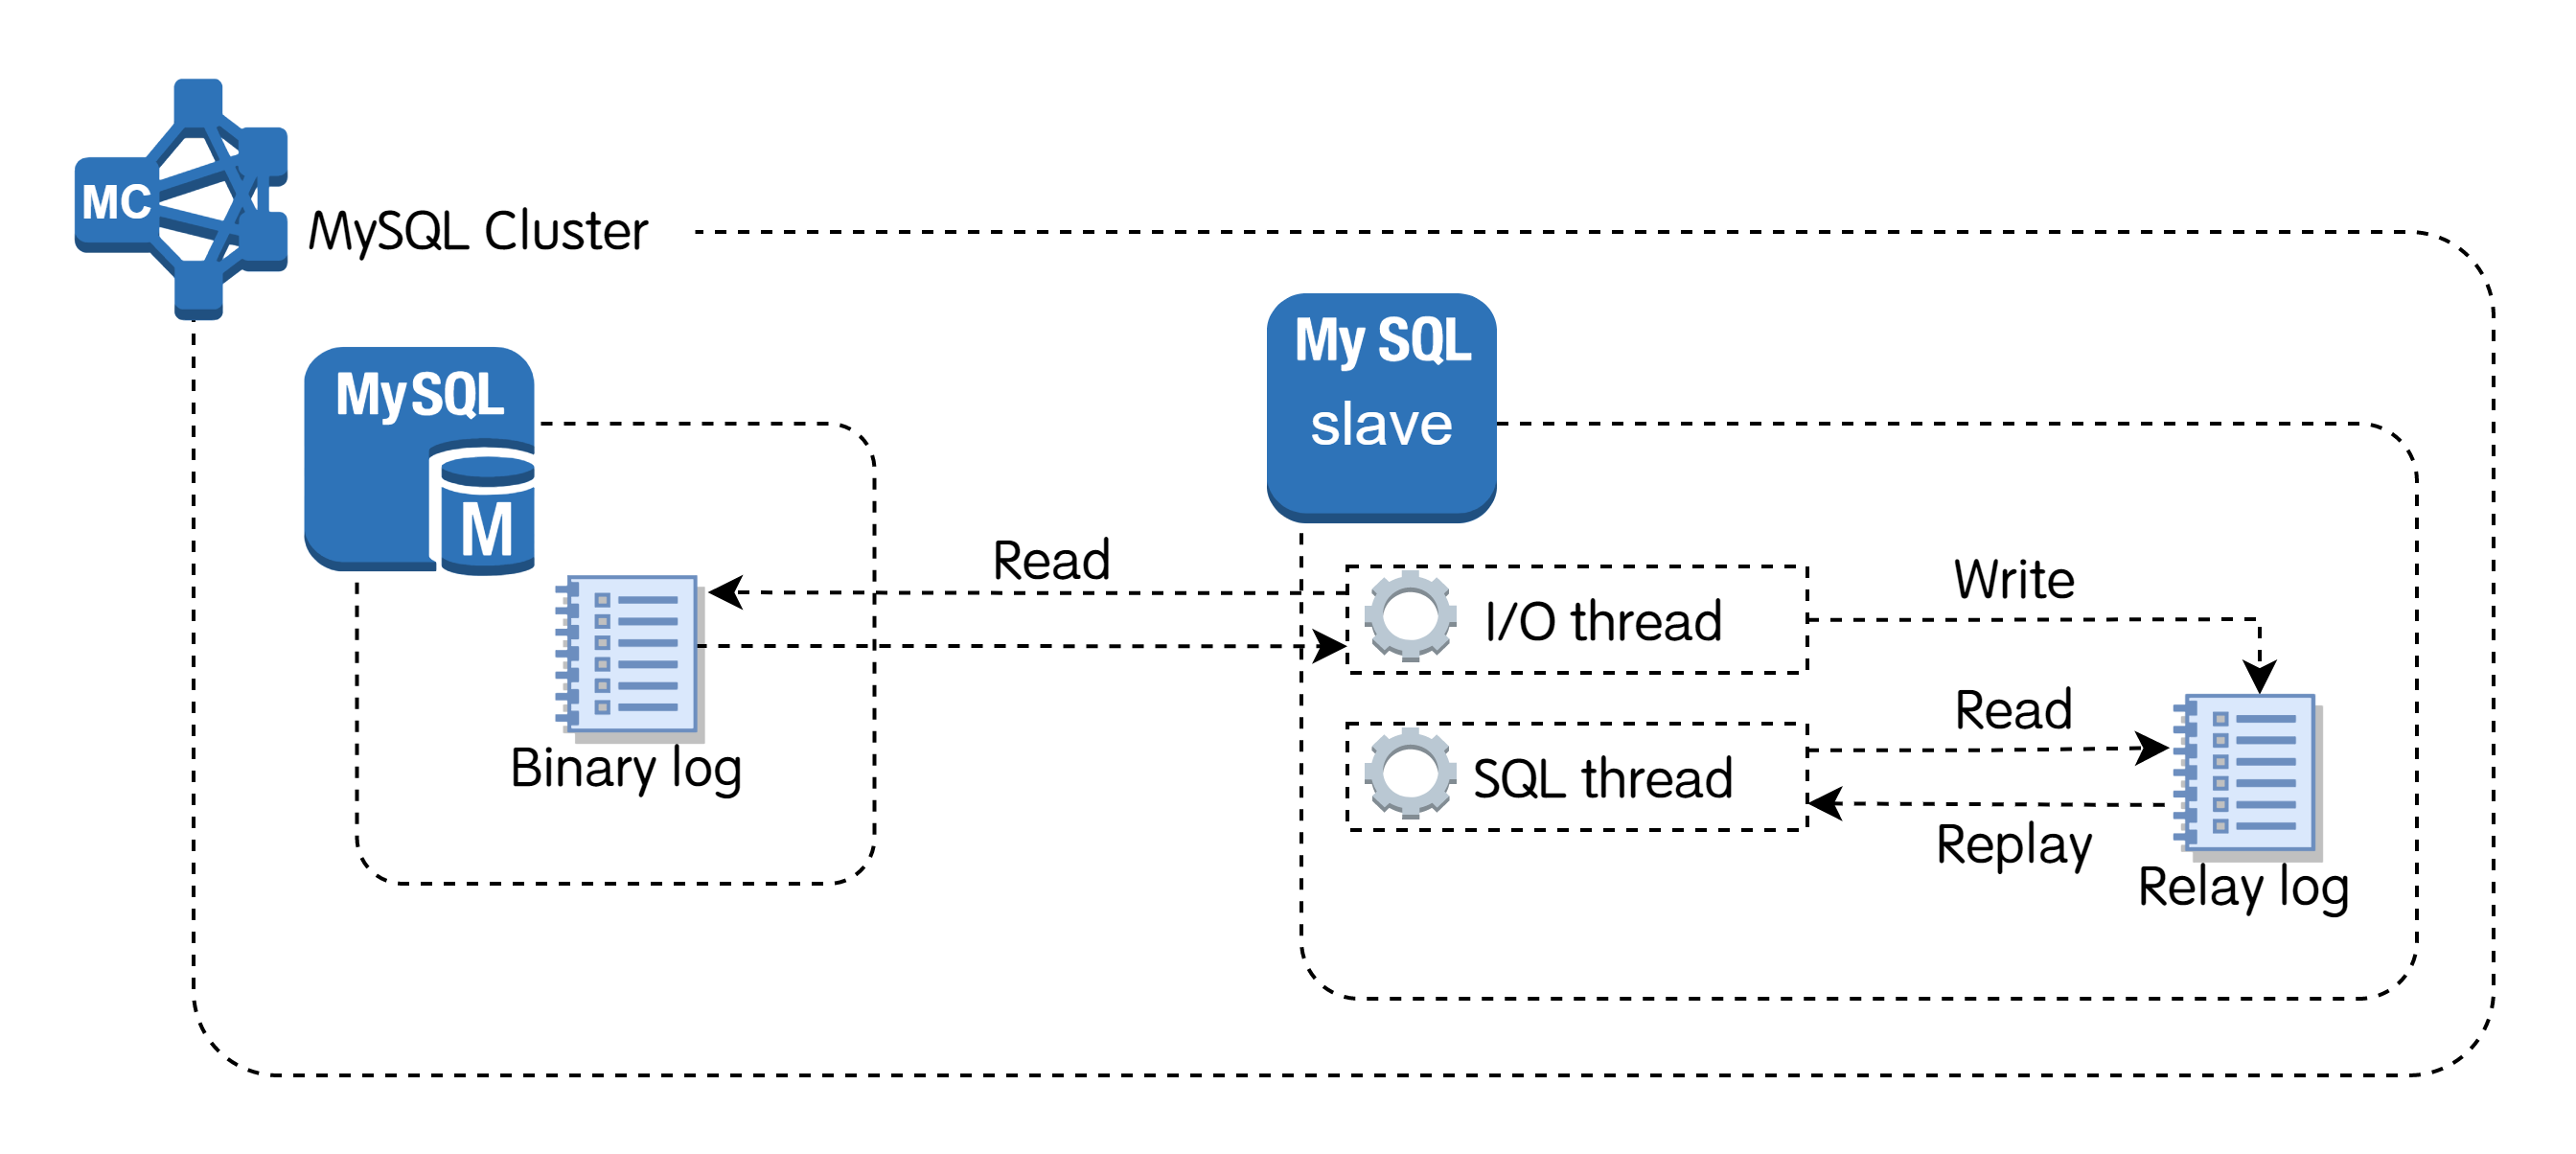 MC
MySQL Cluster
MySQL
M
My SQL
slave
Read
I/O thread
Write
SQL thread
Read
Replay
Binary log
Relay log